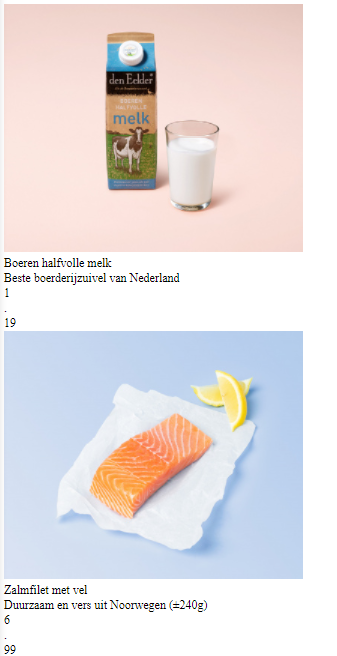 den Eelder
BOEREN
HALFVOLLE
melk
Boeren halfvolle melk
Beste boerderijzuivel van Nederland
1
.
19
Zalmfilet met vel
Duurzaam en vers uit Noorwegen (±240g)
6
.
99